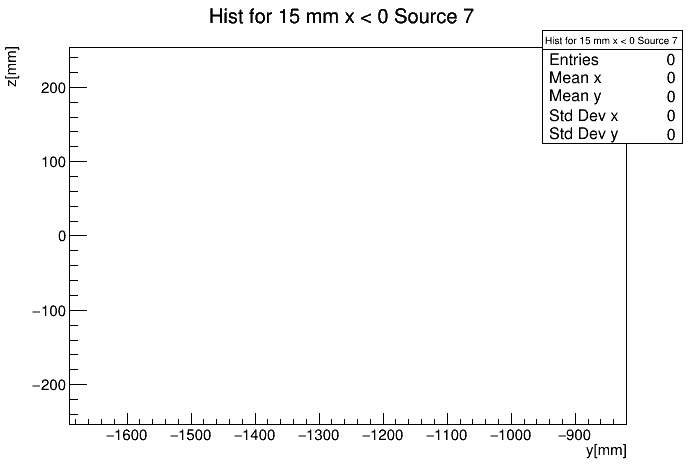 Hist for 15 mm x < 0 Source 7
Hist for 15 mm x < 0 Source 7
Entries 0
Mean x 0
Mean y 0
Std Dev x 0
Std Dev y 0
z[mm]
200
100
0
−100
−200
−1600 −1500 −1400 −1300 −1200 −1100 −1000 −900
y[mm]